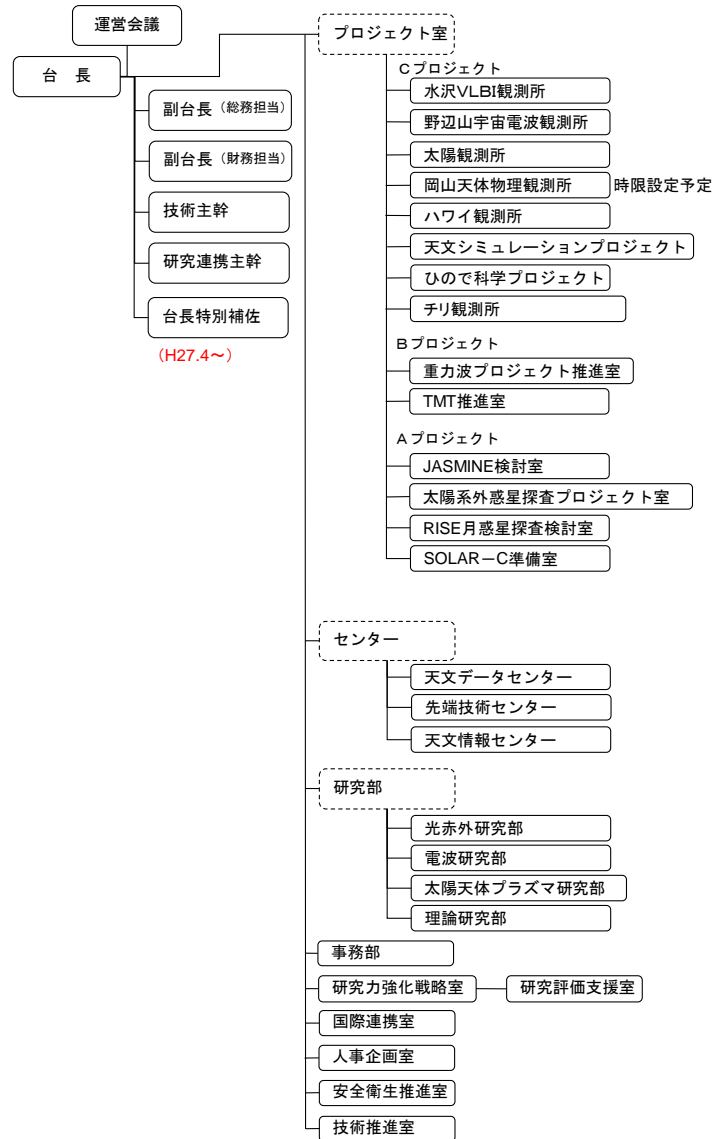 運営会議
台　長
副台長（総務担当）
副台長（財務担当）
技術主幹
研究連携主幹
台長特別補佐
（H27.4～）
プロジェクト室
Ｃプロジェクト
水沢VLBI観測所
野辺山宇宙電波観測所
太陽観測所
岡山天体物理観測所　時限設定予定
ハワイ観測所
天文シミュレーションプロジェクト
ひので科学プロジェクト
チリ観測所
Ｂプロジェクト
重力波プロジェクト推進室
TMT推進室
Ａプロジェクト
JASMINE検討室
太陽系外惑星探査プロジェクト室
RISE月惑星探査検討室
SOLAR－C準備室
センター
天文データセンター
先端技術センター
天文情報センター
研究部
光赤外研究部
電波研究部
太陽天体プラズマ研究部
理論研究部
事務部
研究力強化戦略室　研究評価支援室
国際連携室
人事企画室
安全衛生推進室
技術推進室